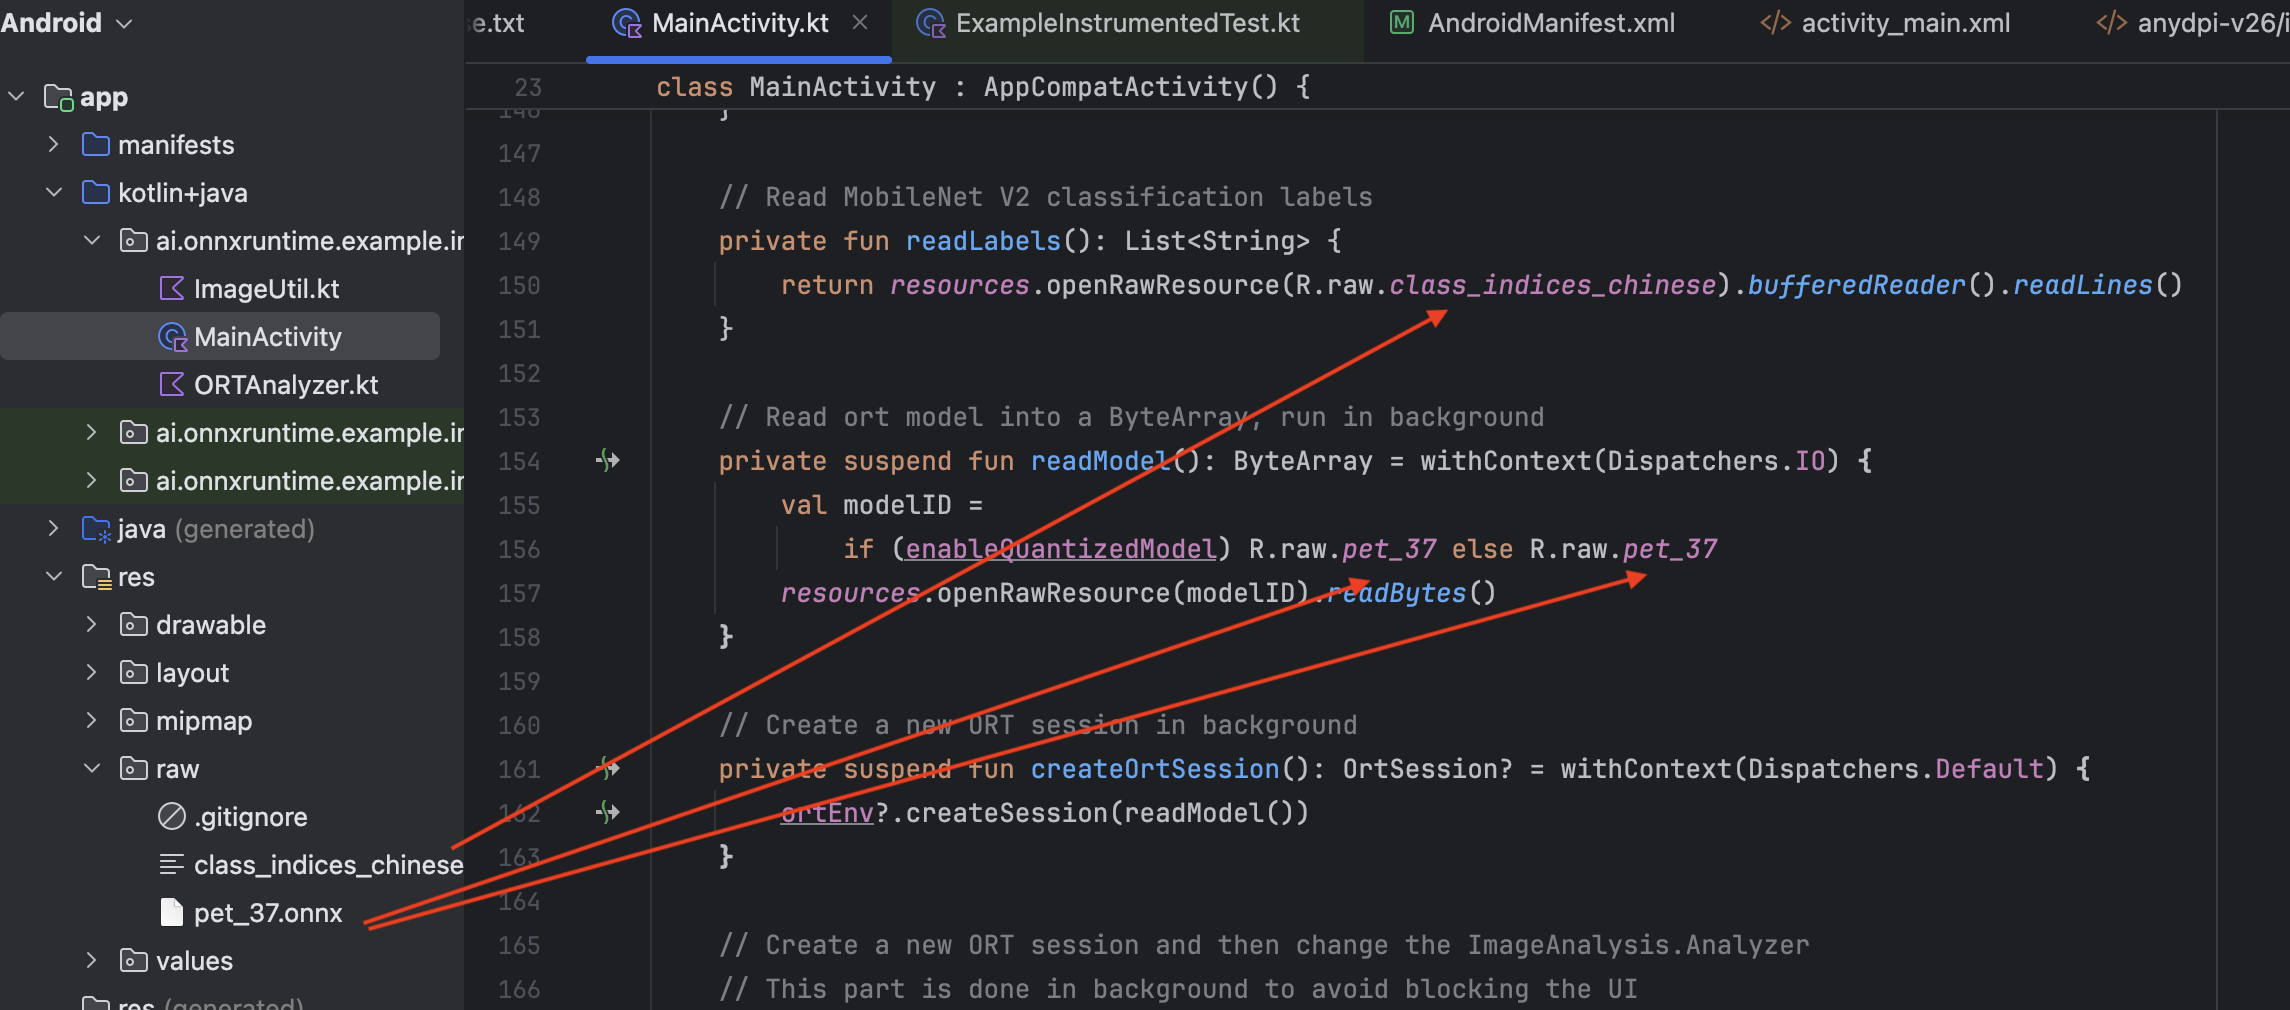 Android
app
manifests
kotlin+java
ai.onnxruntime.example.i
ImageUtil.kt
MainActivity
ORTAnalyzer.kt
ai.onnxruntime.example.i
ai.onnxruntime.example.i
java (generated)
res
drawable
layout
mipmap
raw
.gitignore
class_indices_chinese
pet_37.onnx
values
res (generated)
e.txt MainActivity.kt ExampleInstrumentedTest.kt AndroidManifest.xml activity_main.xml anydpi-v26/i
23 class MainActivity : AppCompatActivity() {
146 }
147
148 // Read MobileNet V2 classification labels
149 private fun readLabels(): List<String> {
150 return resources.openRawResource(R.raw.class_indices_chinese).bufferedReader().readLines()
151 }
152
153 // Read ort model into a ByteArray, run in background
154 private suspend fun readModel(): ByteArray = withContext(Dispatchers.IO) {
155 val modelID =
156 if (enableQuantizedModel) R.raw.pet_37 else R.raw.pet_37
157 resources.openRawResource(modelID).readBytes()
158 }
159
160 // Create a new ORT session in background
161 private suspend fun createOrtSession(): OrtSession? = withContext(Dispatchers.Default) {
162 ortEnv?.createSession(readModel())
163 }
164
165 // Create a new ORT session and then change the ImageAnalysis.Analyzer
166 // This part is done in background to avoid blocking the UI